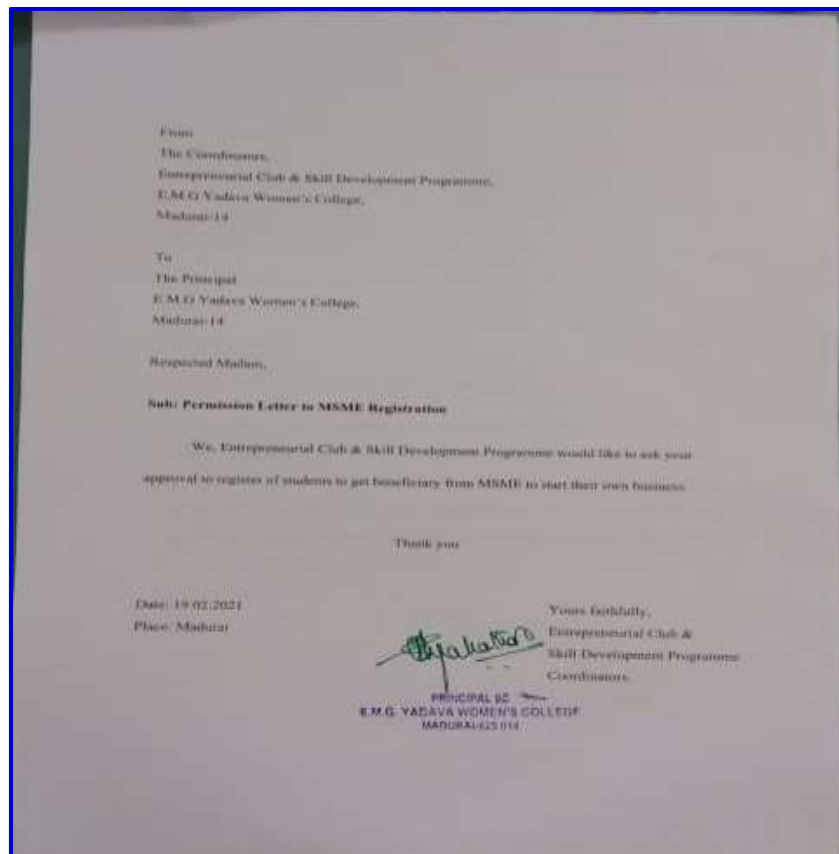 From
The Coordinators,
Entrepreneurial Club & Skill Development Programme,
E.M.G Yadava Women's College,
Madurai-14
To
The Principal
E.M.G Yadava Women's College,
Madurai-14
Respected Madam,
Sub: Permission Letter to MSME Registration
We, Entrepreneurial Club & Skill Development Programme would like to ask your
approval to register of students to get beneficiary from MSME to start their own business.
Thank you
Date: 19.02.2021
Place: Madurai
Yours faithfully,
Entrepreneurial Club &
Skill Development Programme
Coordinators.
PRINCIPAL
E.M.G. YADAVA WOMEN'S COLLEGE
MADURAI-625 014